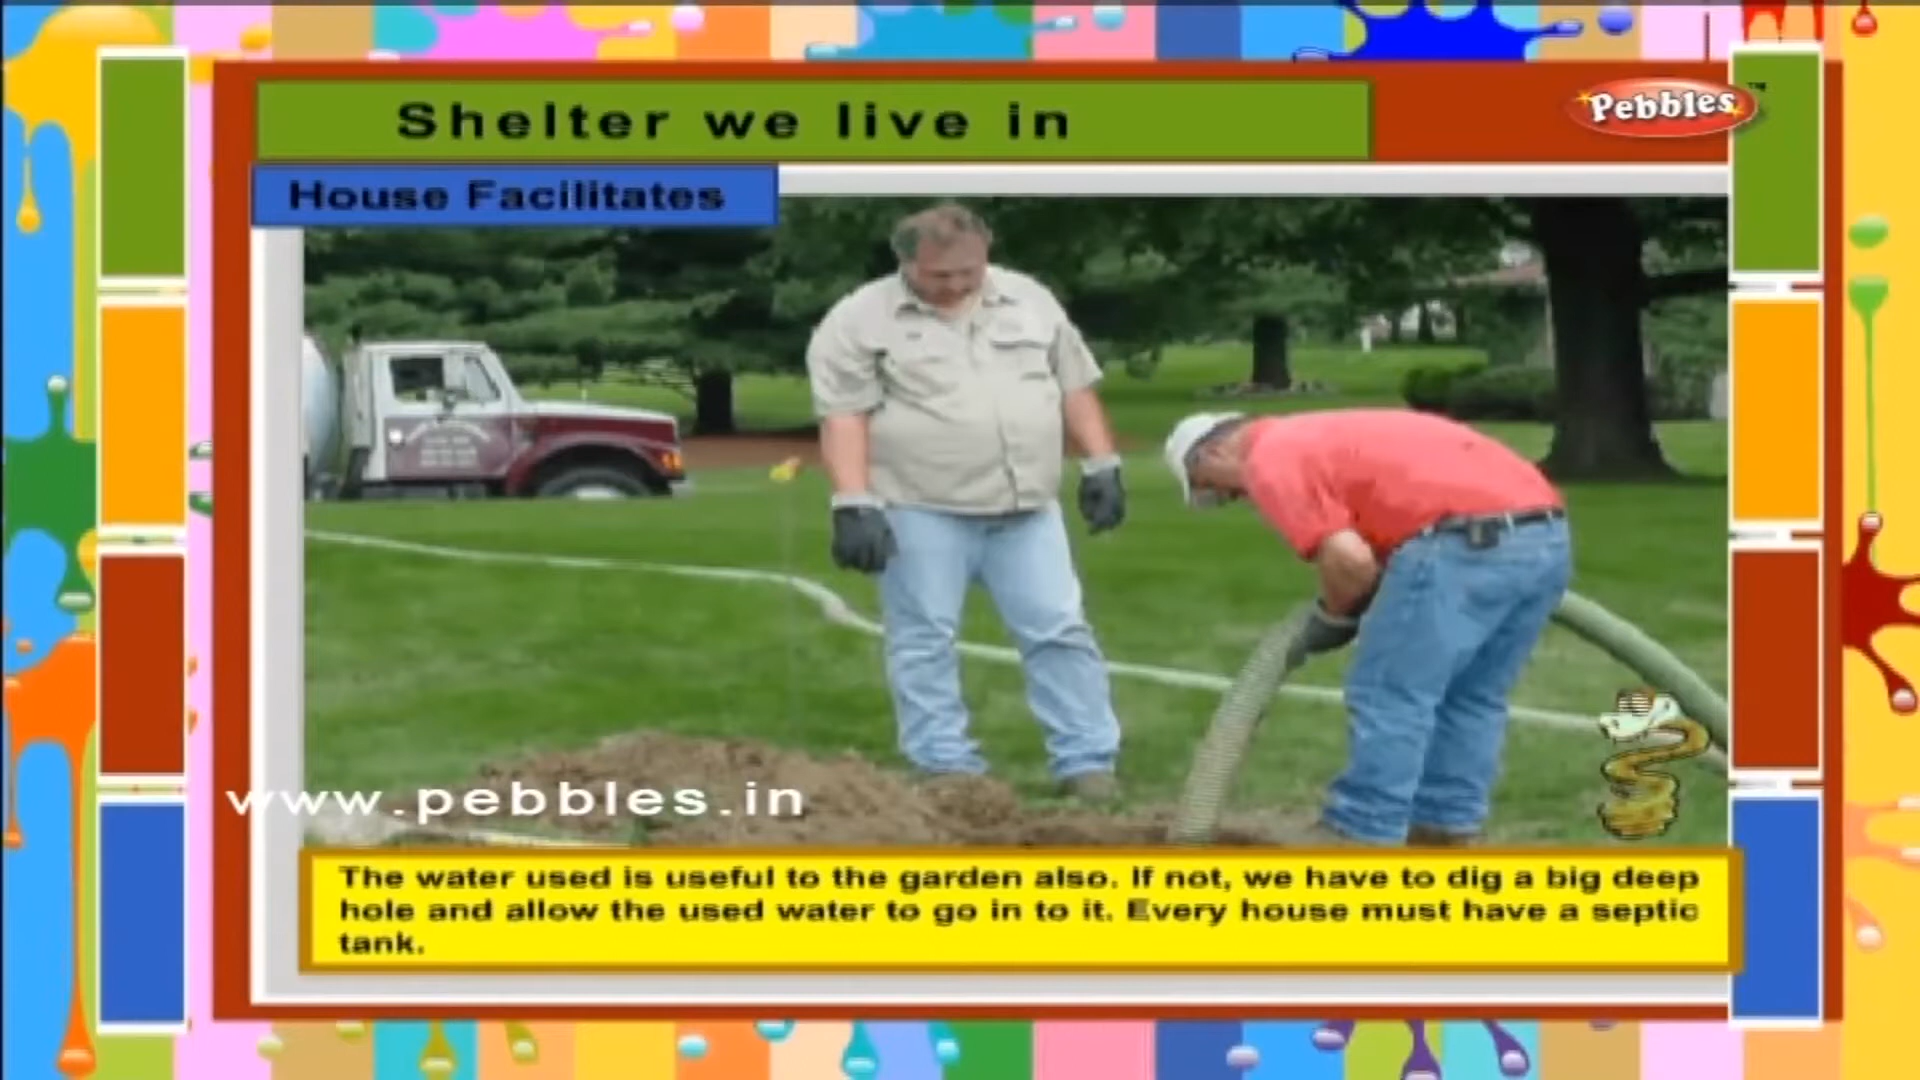 Shelter we live in
Pebbles™
House Facilitates
www.pebbles.in
The water used is useful to the garden also. If not, we have to dig a big deep
hole and allow the used water to go in to it. Every house must have a septic
tank.